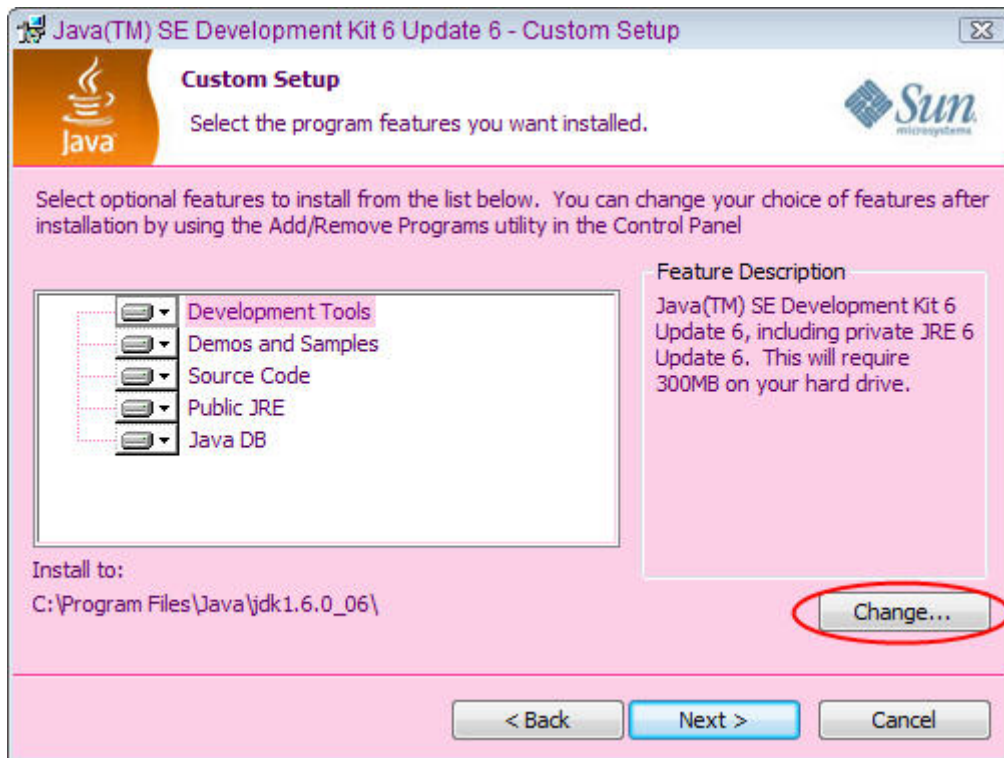 Java(TM) SE Development Kit 6 Update 6 - Custom Setup
Java
Custom Setup
Select the program features you want installed.
Sun
microsystems
Select optional features to install from the list below.  You can change your choice of features after
installation by using the Add/Remove Programs utility in the Control Panel
Development Tools
Demos and Samples
Source Code
Public JRE
Java DB
Feature Description
Java(TM) SE Development Kit 6
Update 6, including private JRE 6
Update 6.  This will require
300MB on your hard drive.
Install to:
C:\Program Files\Java\jdk1.6.0_06\
Change...
< Back
Next >
Cancel